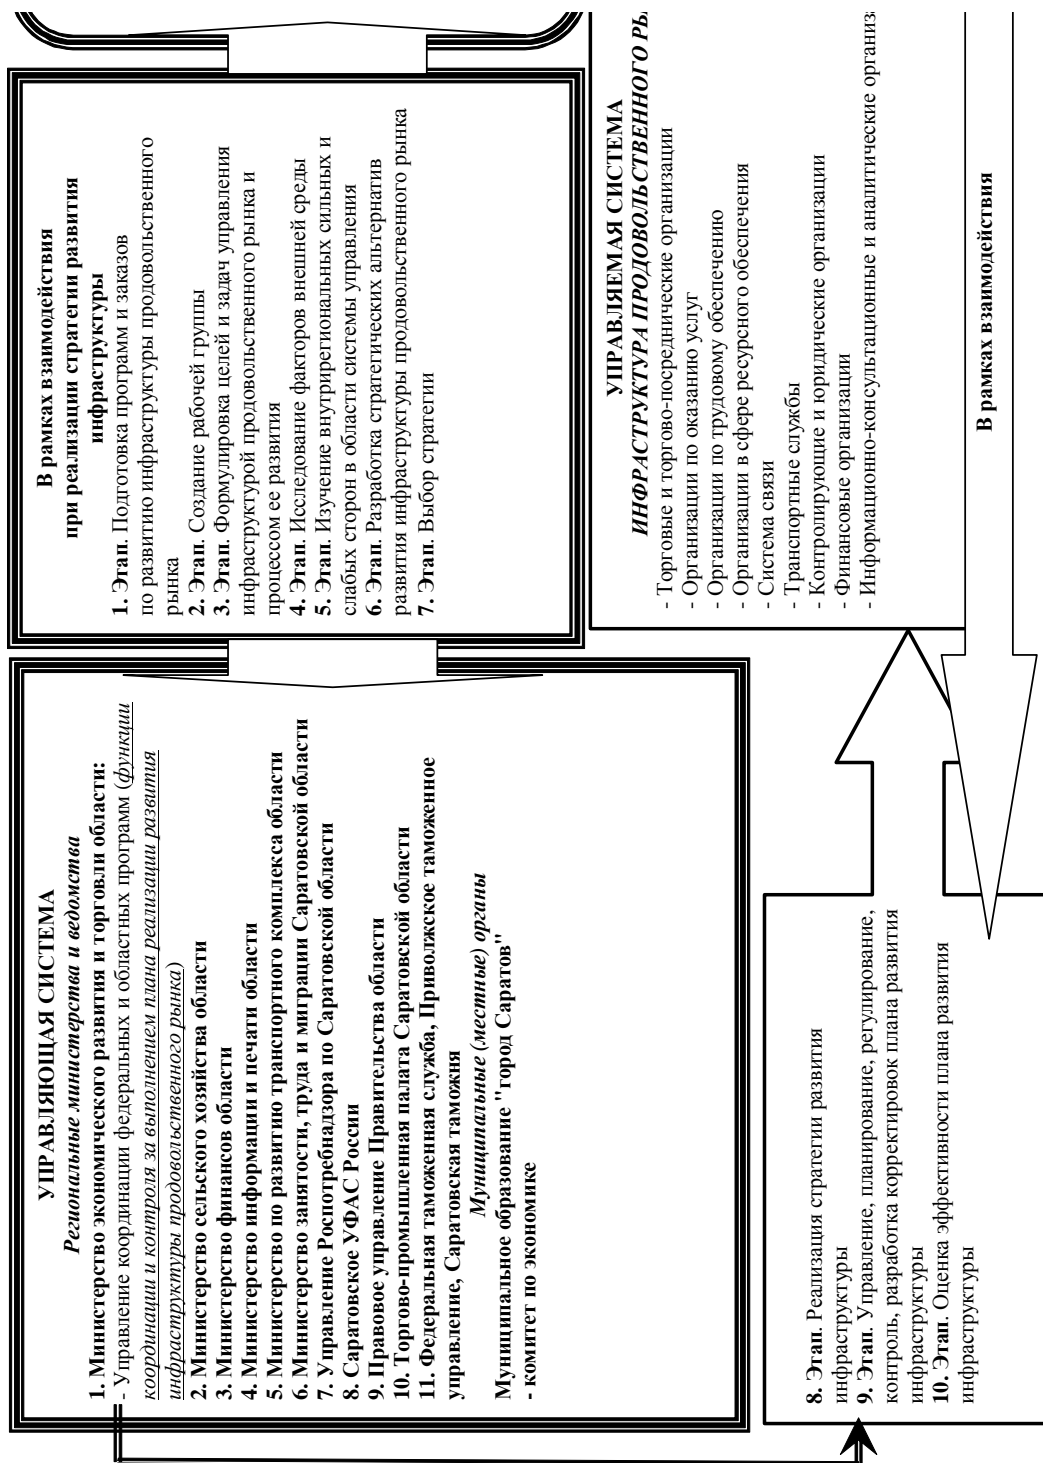 УПРАВЛЯЮЩАЯ СИСТЕМА
Региональные министерства и ведомства
1. Министерство экономического развития и торговли области:
- Управление координации федеральных и областных программ (функции
координации и контроля за выполнением плана реализации развития
инфраструктуры продовольственного рынка)
2. Министерство сельского хозяйства области
3. Министерство финансов области
4. Министерство информации и печати области
5. Министерство по развитию транспортного комплекса области
6. Министерство занятости, труда и миграции Саратовской области
7. Управление Роспотребнадзора по Саратовской области
8. Саратовское УФАС России
9. Правовое управление Правительства области
10. Торгово-промышленная палата Саратовской области
11. Федеральная таможенная служба, Приволжское таможенное
управление, Саратовская таможня
Муниципальные (местные) органы
Муниципальное образование "город Саратов"
- комитет по экономике
В рамках взаимодействия
при реализации стратегии развития
инфраструктуры
1. Этап. Подготовка программ и заказов
по развитию инфраструктуры продовольственного
рынка
2. Этап. Создание рабочей группы
3. Этап. Формулировка целей и задач управления
инфраструктурой продовольственного рынка и
процессом ее развития
4. Этап. Исследование факторов внешней среды
5. Этап. Изучение внутрирегиональных сильных и
слабых сторон в области системы управления
6. Этап. Разработка стратегических альтернатив
развития инфраструктуры продовольственного рынка
7. Этап. Выбор стратегии
8. Этап. Реализация стратегии развития
инфраструктуры
9. Этап. Управление, планирование, регулирование,
контроль, разработка корректировок плана развития
инфраструктуры
10. Этап. Оценка эффективности плана развития
инфраструктуры
УПРАВЛЯЕМАЯ СИСТЕМА
ИНФРАСТРУКТУРА ПРОДОВОЛЬСТВЕННОГО РЫ
- Торговые и торгово-посреднические организации
- Организации по оказанию услуг
- Организации по трудовому обеспечению
- Организации в сфере ресурсного обеспечения
- Система связи
- Транспортные службы
- Контролирующие и юридические организации
- Финансовые организации
- Информационно-консультационные и аналитические организ
В рамках взаимодействия